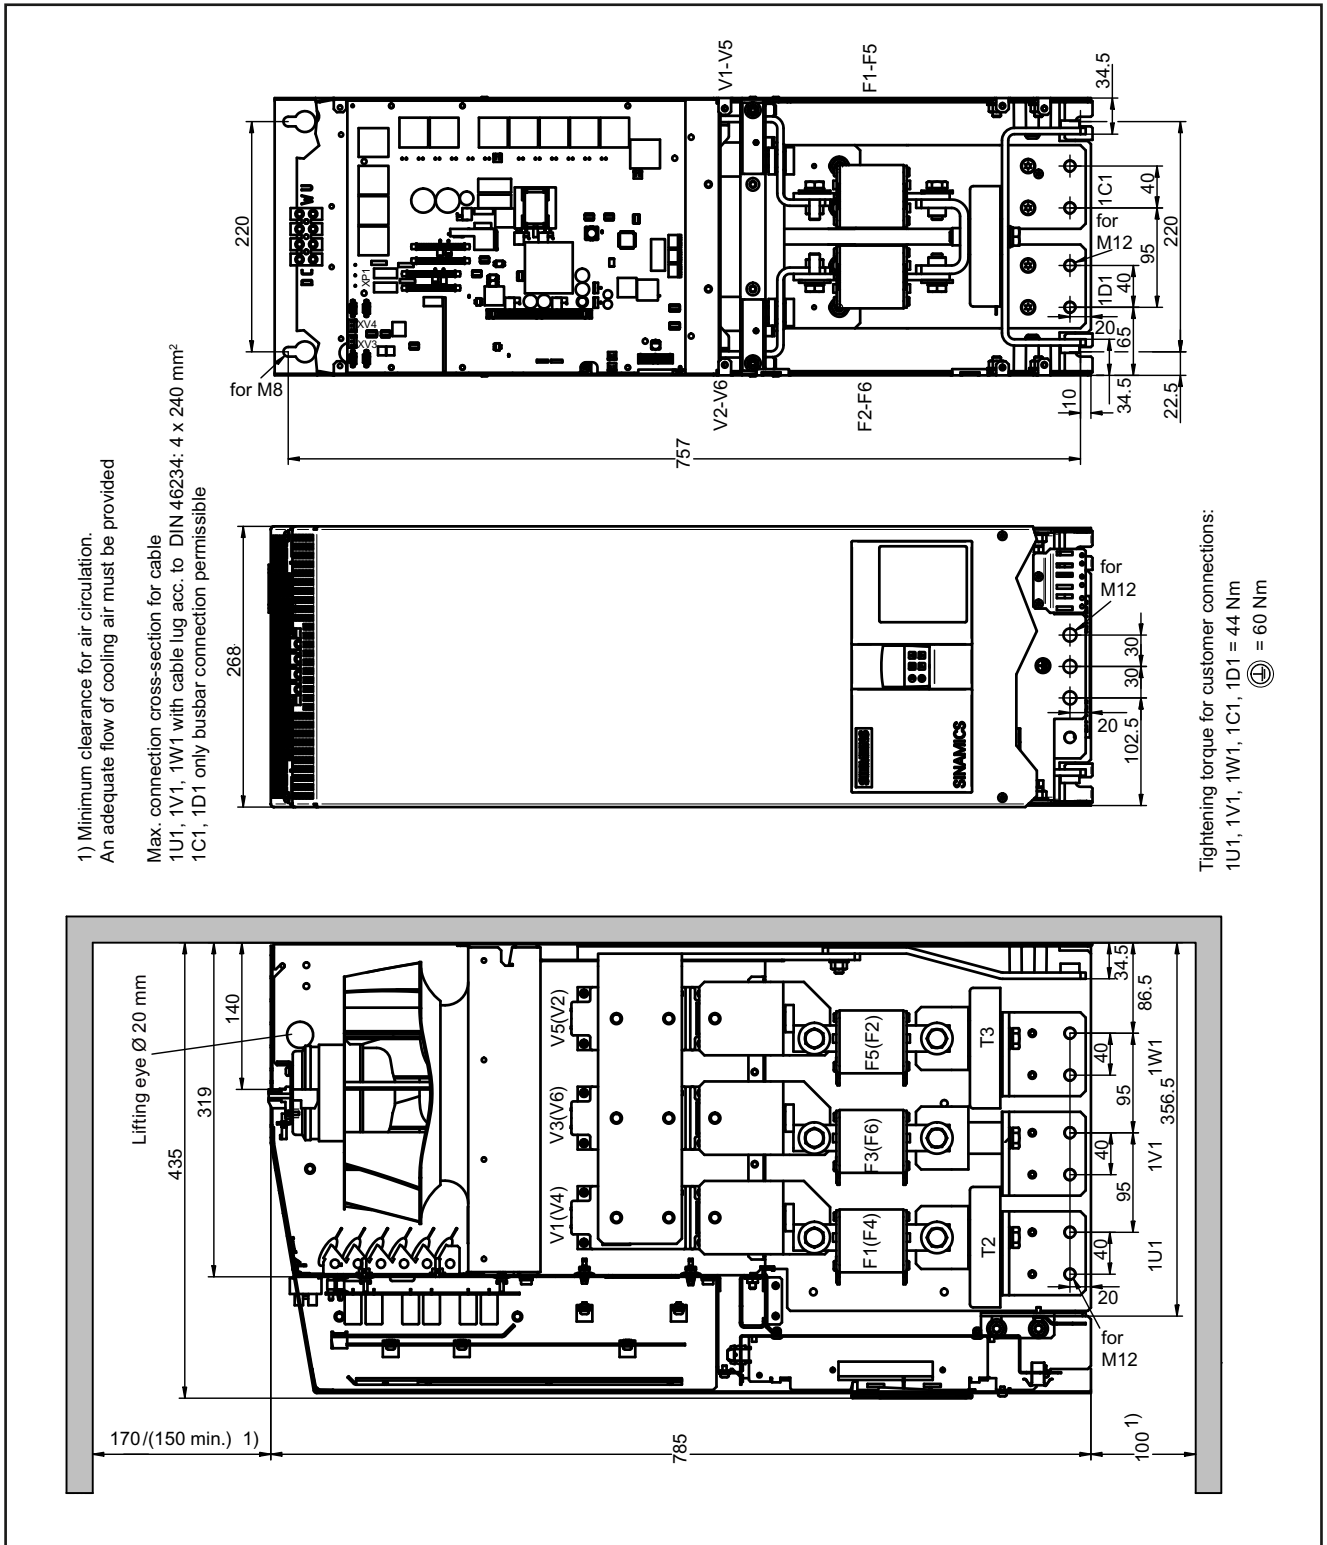 V1-V5
F1-F5
34.5
220
D C W U
XP1
XV4
XV3
for M8
1C1
40
for
M12
95
220
1D1
40
20
65
V2-V6
F2-F6
10
34.5
22.5
757
1) Minimum clearance for air circulation.
An adequate flow of cooling air must be provided
Max. connection cross-section for cable
1U1, 1V1, 1W1 with cable lug acc. to DIN 46234: 4 x 240 mm²
1C1, 1D1 only busbar connection permissible
268
for
M12
30
30
20
102.5
SIEMENS
SINAMICS
Tightening torque for customer connections:
1U1, 1V1, 1W1, 1C1, 1D1 = 44 Nm
= 60 Nm
Lifting eye Ø 20 mm
140
319
435
V5(V2)
V3(V6)
V1(V4)
F5(F2)
F3(F6)
F1(F4)
T3
T2
34.5
86.5
40
1W1
95
356.5
40
1V1
95
40
1U1
20
for
M12
170/(150 min.) 1)
785
100 1)